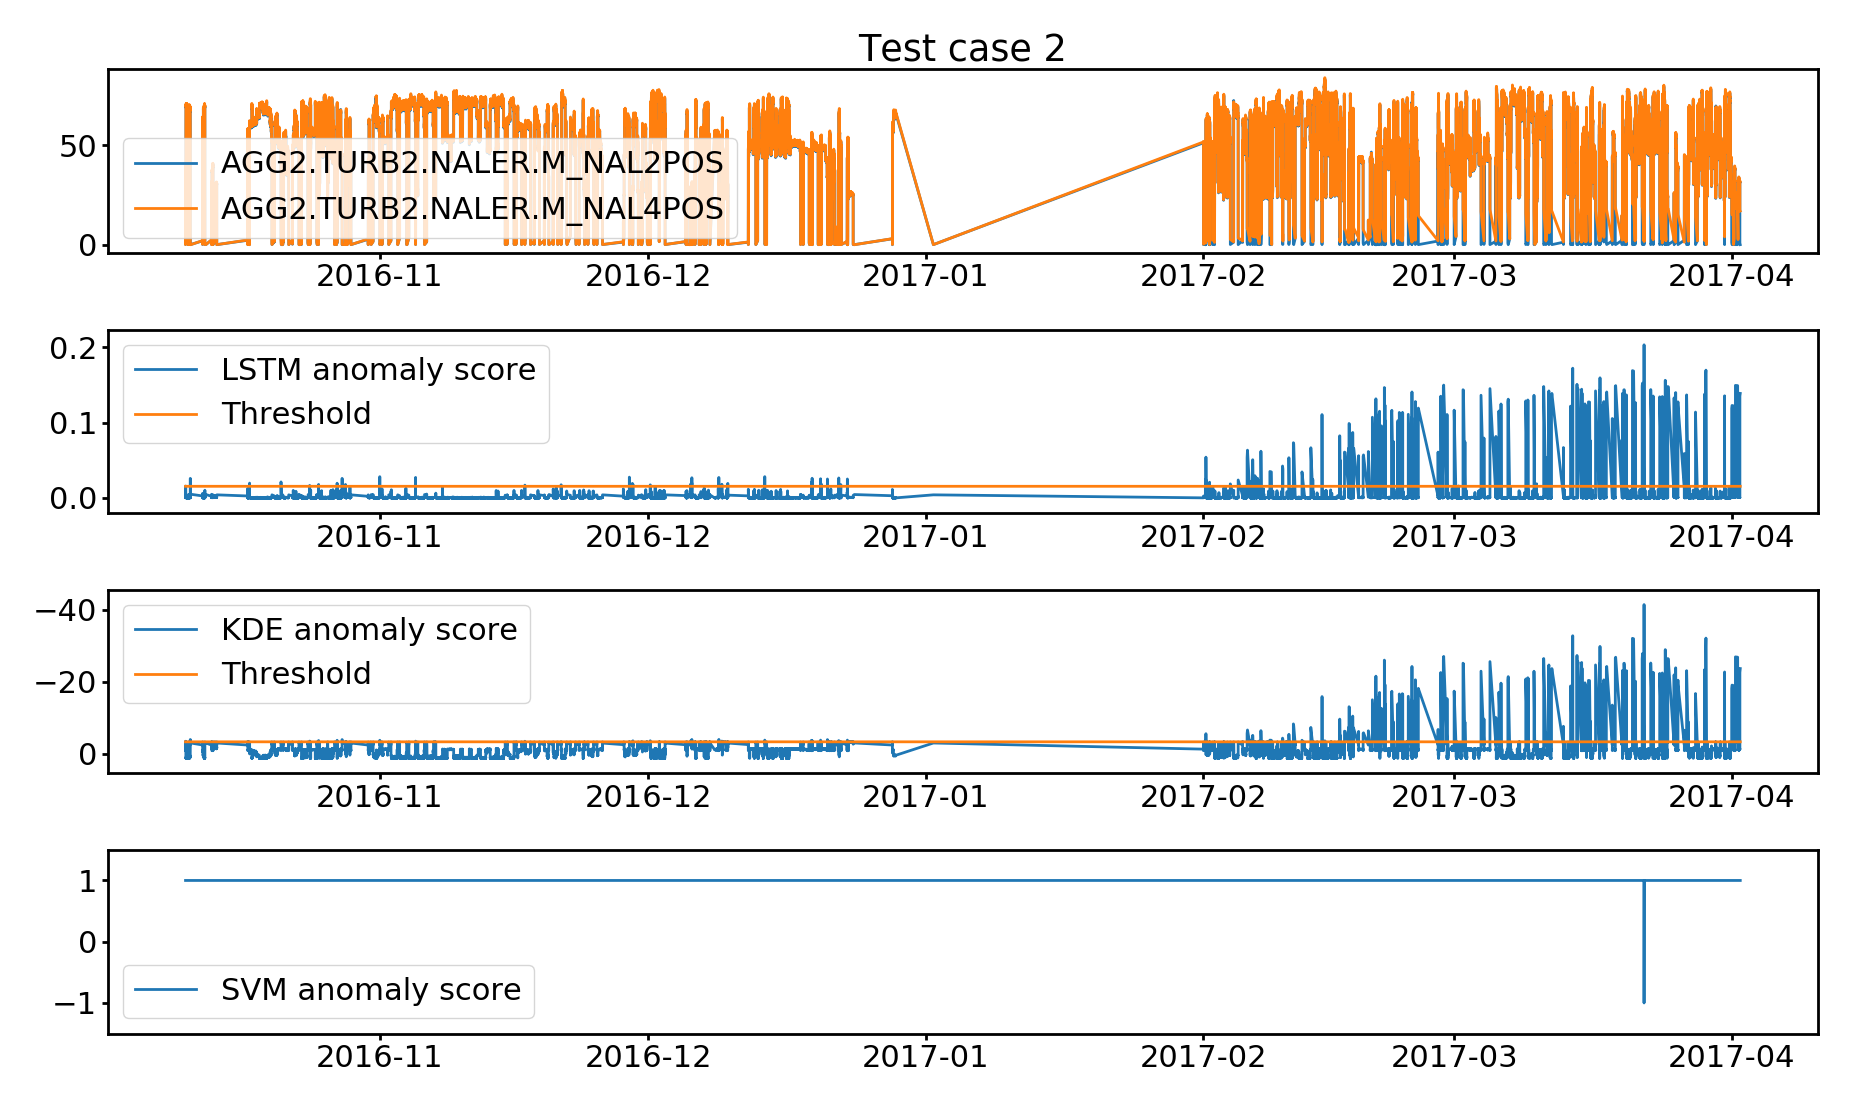 Test case 2
50
0
AGG2.TURB2.NALER.M_NAL2POS
AGG2.TURB2.NALER.M_NAL4POS
2016-11 2016-12 2017-01 2017-02 2017-03 2017-04
0.2
0.1
0.0
LSTM anomaly score
Threshold
2016-11 2016-12 2017-01 2017-02 2017-03 2017-04
−40
−20
0
KDE anomaly score
Threshold
2016-11 2016-12 2017-01 2017-02 2017-03 2017-04
1
0
−1
SVM anomaly score
2016-11 2016-12 2017-01 2017-02 2017-03 2017-04